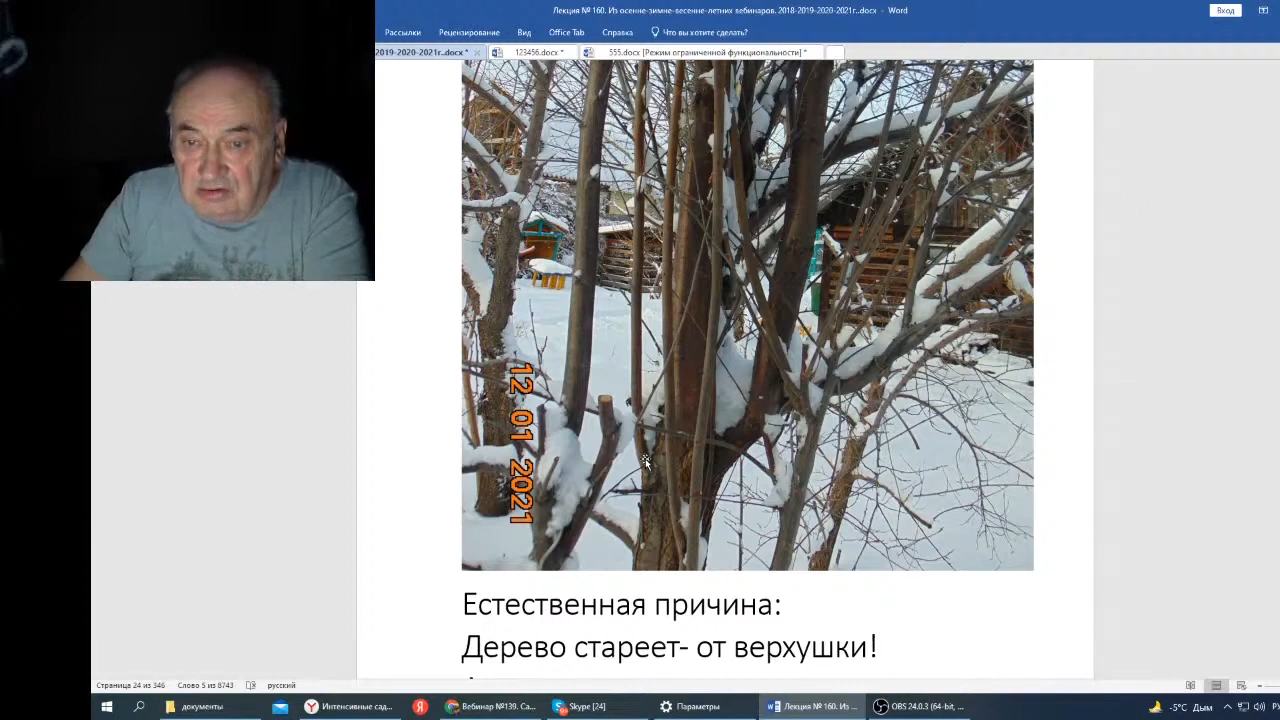 Лекция № 160. Из осенне-зимне-весенне-летних вебинаров. 2018-2019-2020-2021г..docx - Word
Вход
Рассылки Рецензирование Вид Office Tab Справка Что вы хотите сделать?
2019-2020-2021г..docx * 123456.docx * 555.docx [Режим ограниченной функциональности] *
12 01 2021
Естественная причина:
Дерево стареет- от верхушки!
Страница 24 из 346 Слово 5 из 8743 русский
документы Интенсивные сад... Вебинар №139. Са... Skype [24] Параметры Лекция № 160. Из ... OBS 24.0.3 (64-bit, ... -5°C Дым